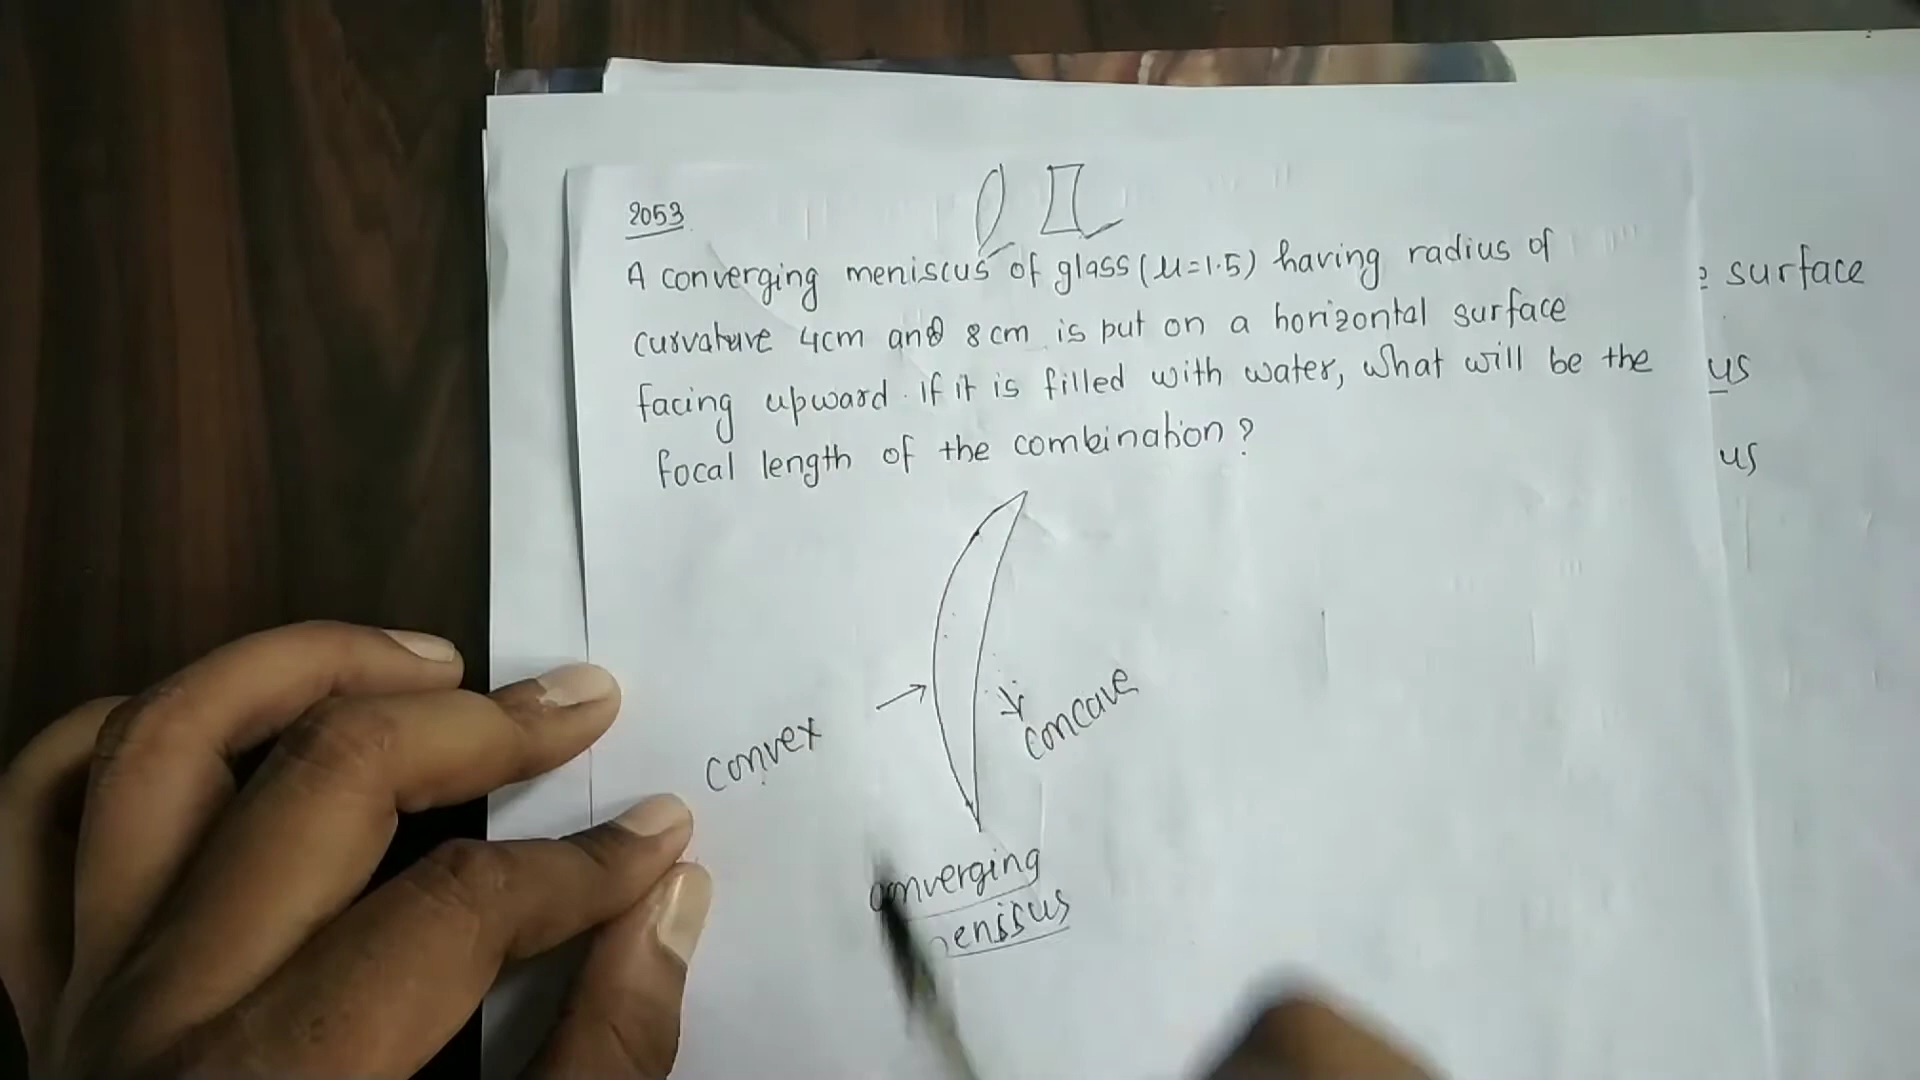 2053
A converging meniscus of glass (μ=1.5) having radius of
curvature 4cm and 8cm is put on a horizontal surface
facing upward. If it is filled with water, what will be the
focal length of the combination?
surface
us
us
convex
concave
converging